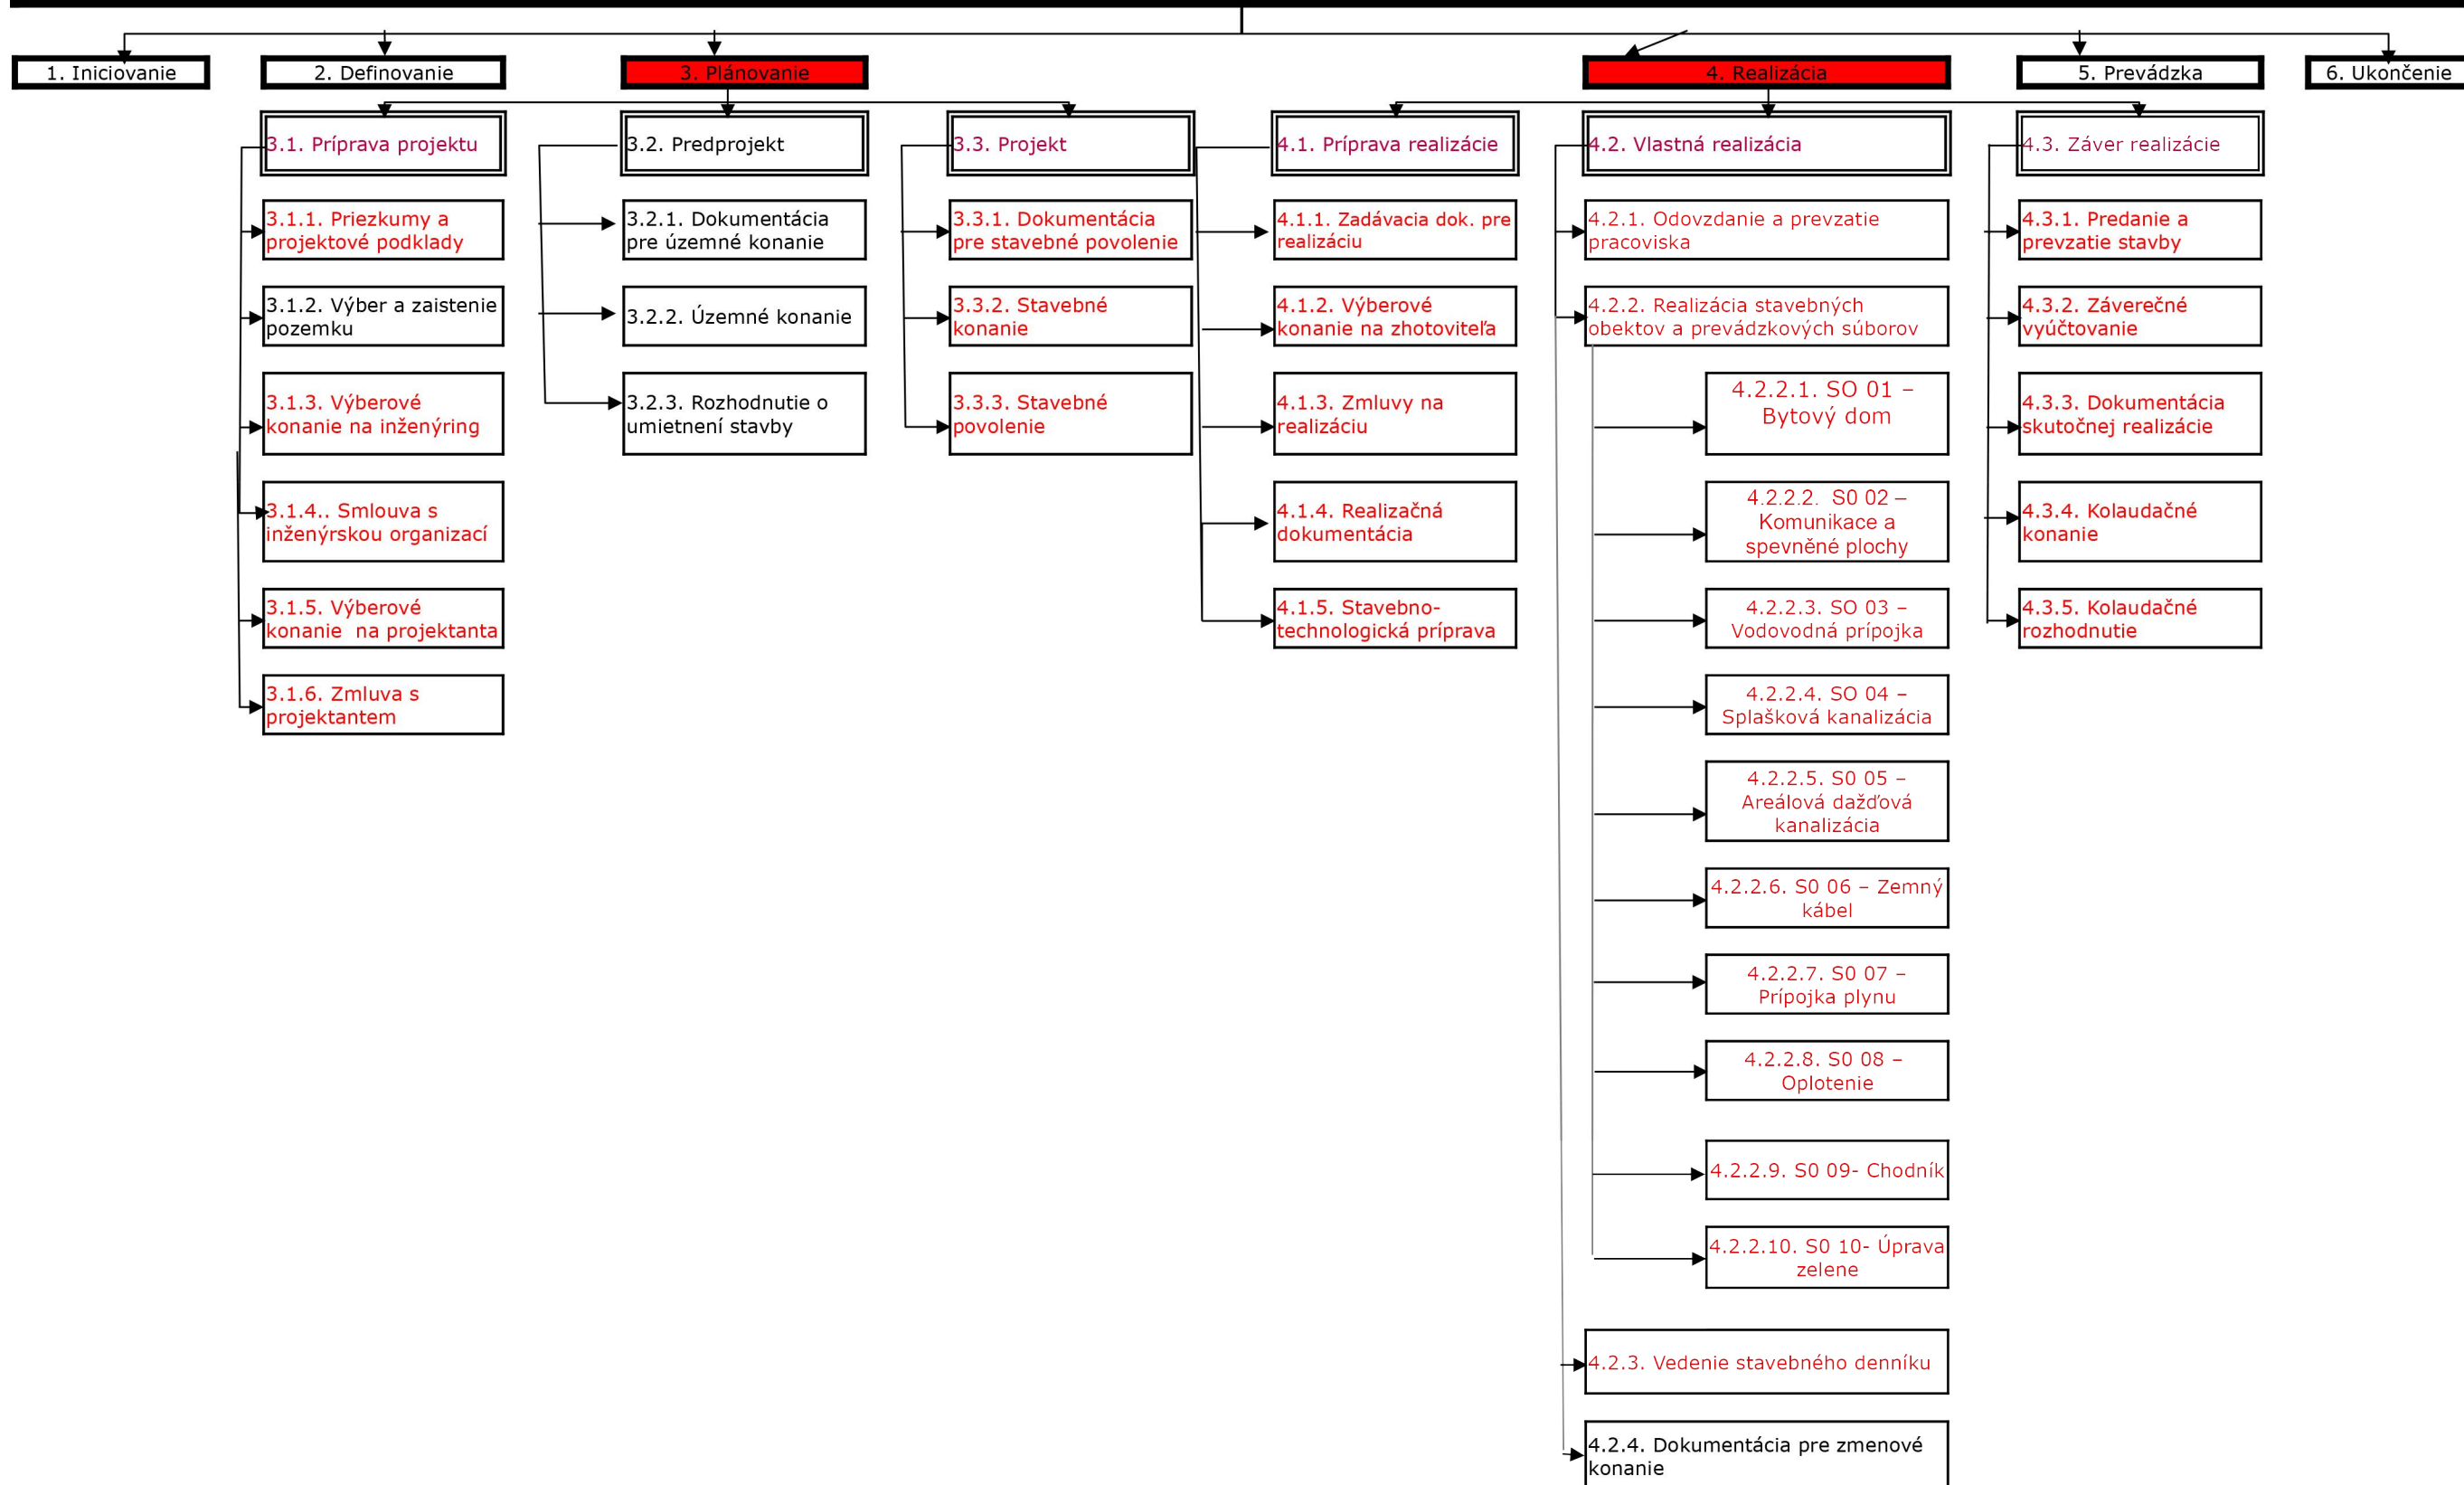 1. Iniciovanie
2. Definovanie
3. Plánovanie
4. Realizácia
5. Prevádzka
6. Ukončenie
3.1. Príprava projektu
3.1.1. Priezkumy a
projektové podklady
3.1.2. Výber a zaistenie
pozemku
3.1.3. Výberové
konanie na inženýring
3.1.4.. Smlouva s
inženýrskou organizací
3.1.5. Výberové
konanie  na projektanta
3.1.6. Zmluva s
projektantem
3.2. Predprojekt
3.2.1. Dokumentácia
pre územné konanie
3.2.2. Územné konanie
3.2.3. Rozhodnutie o
umietnení stavby
3.3. Projekt
3.3.1. Dokumentácia
pre stavebné povolenie
3.3.2. Stavebné
konanie
3.3.3. Stavebné
povolenie
4.1. Príprava realizácie
4.1.1. Zadávacia dok. pre
realizáciu
4.1.2. Výberové
konanie na zhotoviteľa
4.1.3. Zmluvy na
realizáciu
4.1.4. Realizačná
dokumentácia
4.1.5. Stavebno-
technologická príprava
4.2. Vlastná realizácia
4.2.1. Odovzdanie a prevzatie
pracoviska
4.2.2. Realizácia stavebných
obektov a prevádzkových súborov
4.2.2.1. SO 01 –
Bytový dom
4.2.2.2.  S0 02 –
Komunikace a
spevněné plochy
4.2.2.3. SO 03 –
Vodovodná prípojka
4.2.2.4. SO 04 –
Splašková kanalizácia
4.2.2.5. S0 05 –
Areálová dažďová
kanalizácia
4.2.2.6. S0 06 – Zemný
kábel
4.2.2.7. S0 07 –
Prípojka plynu
4.2.2.8. S0 08 –
Oplotenie
4.2.2.9. S0 09- Chodník
4.2.2.10. S0 10- Úprava
zelene
4.2.3. Vedenie stavebného denníku
4.2.4. Dokumentácia pre zmenové
konanie
4.3. Záver realizácie
4.3.1. Predanie a
prevzatie stavby
4.3.2. Záverečné
vyúčtovanie
4.3.3. Dokumentácia
skutočnej realizácie
4.3.4. Kolaudačné
konanie
4.3.5. Kolaudačné
rozhodnutie